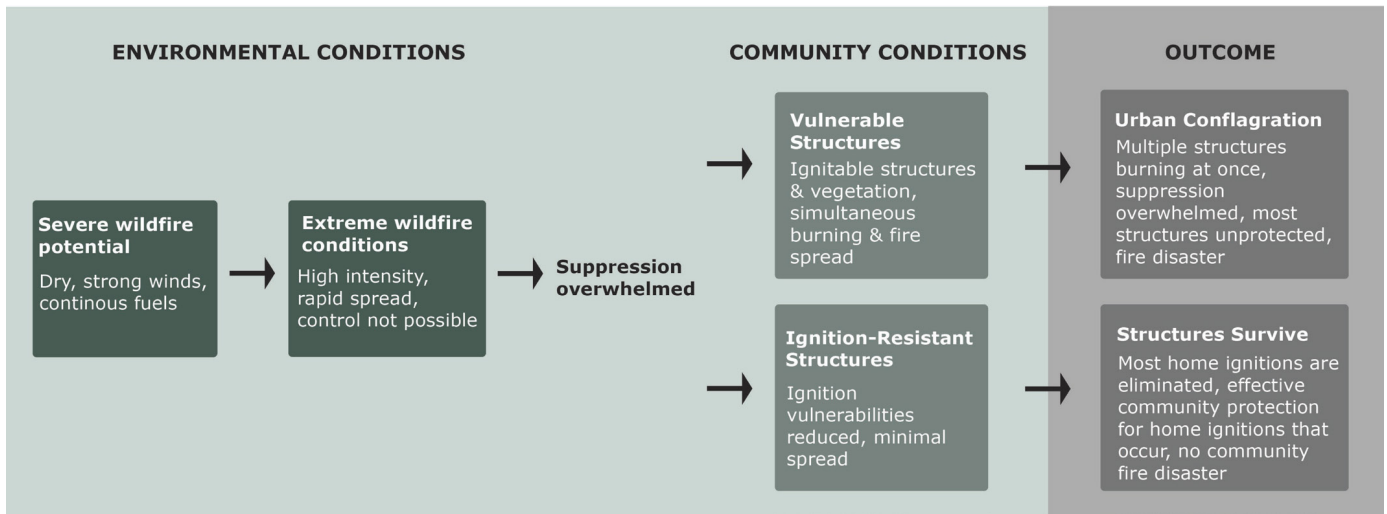 ENVIRONMENTAL CONDITIONS
COMMUNITY CONDITIONS
OUTCOME
Severe wildfire
potential
Dry, strong winds,
continous fuels
Extreme wildfire
conditions
High intensity,
rapid spread,
control not possible
Suppression
overwhelmed
Vulnerable
Structures
Ignitable structures
& vegetation,
simultaneous
burning & fire
spread
Urban Conflagration
Multiple structures
burning at once,
suppression
overwhelmed, most
structures unprotected,
fire disaster
Ignition-Resistant
Structures
Ignition
vulnerabilities
reduced, minimal
spread
Structures Survive
Most home ignitions are
eliminated, effective
community protection
for home ignitions that
occur, no community
fire disaster